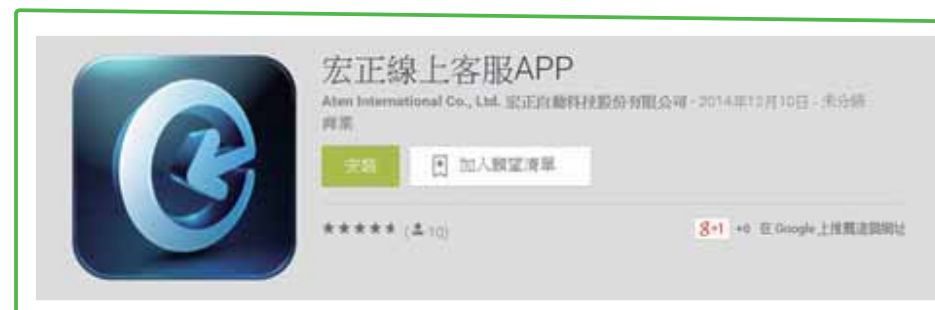 宏正線上客服APP
Aten International Co., Ltd. 宏正自動科技股份有限公司 - 2014年12月10日 - 未分級
商業
安裝
加入願望清單
★★★★★ (10)
8+1 +0 在 Google 上推薦這個網址